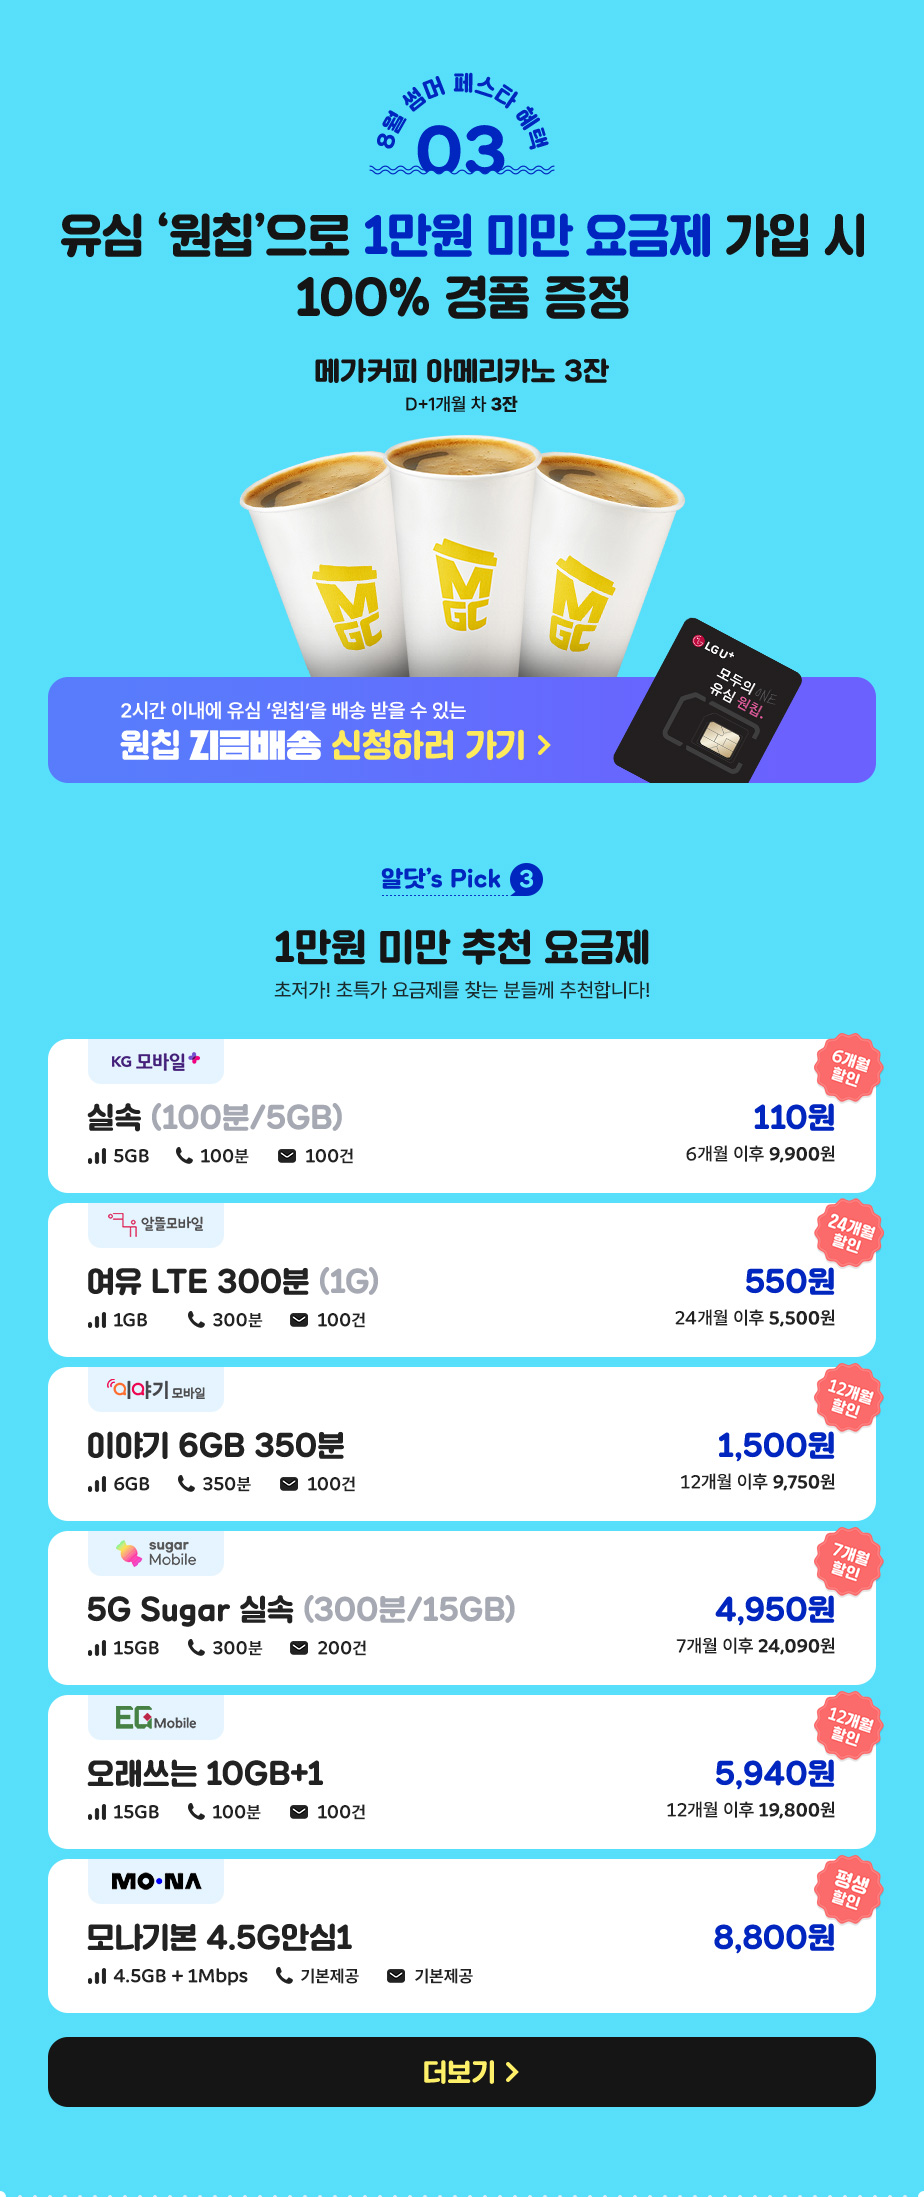 8월 썸머 페스타 혜택
03
유심 ‘원칩’으로 1만원 미만 요금제 가입 시
100% 경품 증정
메가커피 아메리카노 3잔
D+1개월 차 3잔
M
GC
M
GC
M
GC
LG U+
모두의 ONE
유심 원칩.
2시간 이내에 유심 ‘원칩’을 배송 받을 수 있는
원칩 지금배송 신청하러 가기 >
알닷’s Pick 3
1만원 미만 추천 요금제
초저가! 초특가 요금제를 찾는 분들께 추천합니다!
KG 모바일
6개월
할인
실속 (100분/5GB)
110원
5GB 100분 100건
6개월 이후 9,900원
알뜰모바일
24개월
할인
여유 LTE 300분 (1G)
550원
1GB 300분 100건
24개월 이후 5,500원
이야기 모바일
12개월
할인
이야기 6GB 350분
1,500원
6GB 350분 100건
12개월 이후 9,750원
sugar
Mobile
7개월
할인
5G Sugar 실속 (300분/15GB)
4,950원
15GB 300분 200건
7개월 이후 24,090원
EG Mobile
12개월
할인
오래쓰는 10GB+1
5,940원
15GB 100분 100건
12개월 이후 19,800원
MO·NA
평생
할인
모나기본 4.5G안심1
8,800원
4.5GB + 1Mbps 기본제공 기본제공
더보기 >